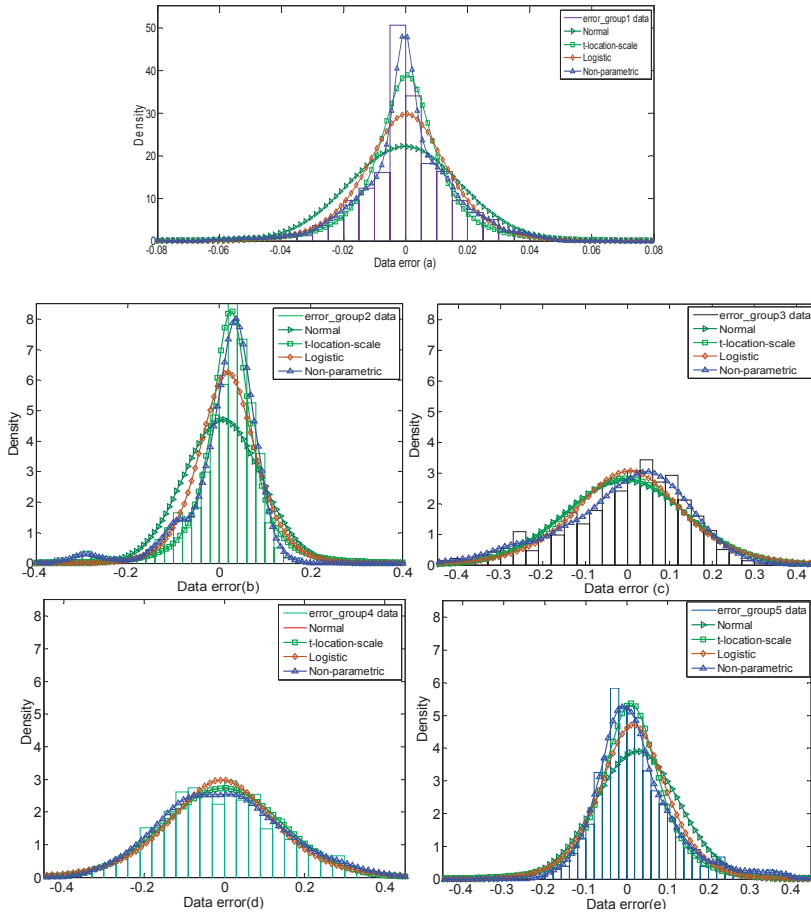 50
40
30
20
10
0
Density
error_group1 data
Normal
t-location-scale
Logistic
Non-parametric
-0.08 -0.06 -0.04 -0.02 0 0.02 0.04 0.06 0.08
Data error (a)
8
7
6
5
4
3
2
1
0
Density
error_group2 data
Normal
t-location-scale
Logistic
Non-parametric
-0.4 -0.2 0 0.2 0.4
Data error(b)
8
7
6
5
4
3
2
1
0
Density
error_group3 data
Normal
t-location-scale
Logistic
Non-parametric
-0.4 -0.3 -0.2 -0.1 0 0.1 0.2 0.3 0.4
Data error (c)
8
7
6
5
4
3
2
1
0
Density
error_group4 data
Normal
t-location-scale
Logistic
Non-parametric
-0.4 -0.2 0 0.2 0.4
Data error(d)
8
7
6
5
4
3
2
1
0
Density
error_group5 data
Normal
t-location-scale
Logistic
Non-parametric
-0.4 -0.3 -0.2 -0.1 0 0.1 0.2 0.3 0.4
Data error(e)